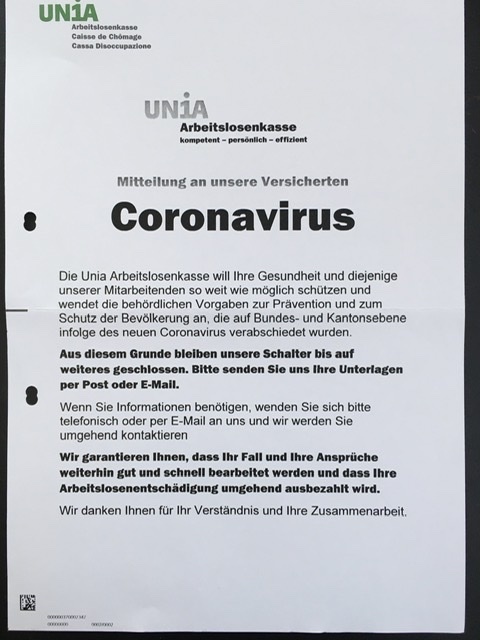 UNiA
Arbeitslosenkasse
Caisse de Chômage
Cassa Disoccupazione
UNiA
Arbeitslosenkasse
kompetent – persönlich – effizient
Mitteilung an unsere Versicherten
Coronavirus
Die Unia Arbeitslosenkasse will Ihre Gesundheit und diejenige
unserer Mitarbeitenden so weit wie möglich schützen und
wendet die behördlichen Vorgaben zur Prävention und zum
Schutz der Bevölkerung an, die auf Bundes- und Kantonsebene
infolge des neuen Coronavirus verabschiedet wurden.
Aus diesem Grunde bleiben unsere Schalter bis auf
weiteres geschlossen. Bitte senden Sie uns Ihre Unterlagen
per Post oder E-Mail.
Wenn Sie Informationen benötigen, wenden Sie sich bitte
telefonisch oder per E-Mail an uns und wir werden Sie
umgehend kontaktieren
Wir garantieren Ihnen, dass Ihr Fall und Ihre Ansprüche
weiterhin gut und schnell bearbeitet werden und dass Ihre
Arbeitslosenentschädigung umgehend ausbezahlt wird.
Wir danken Ihnen für Ihr Verständnis und Ihre Zusammenarbeit.